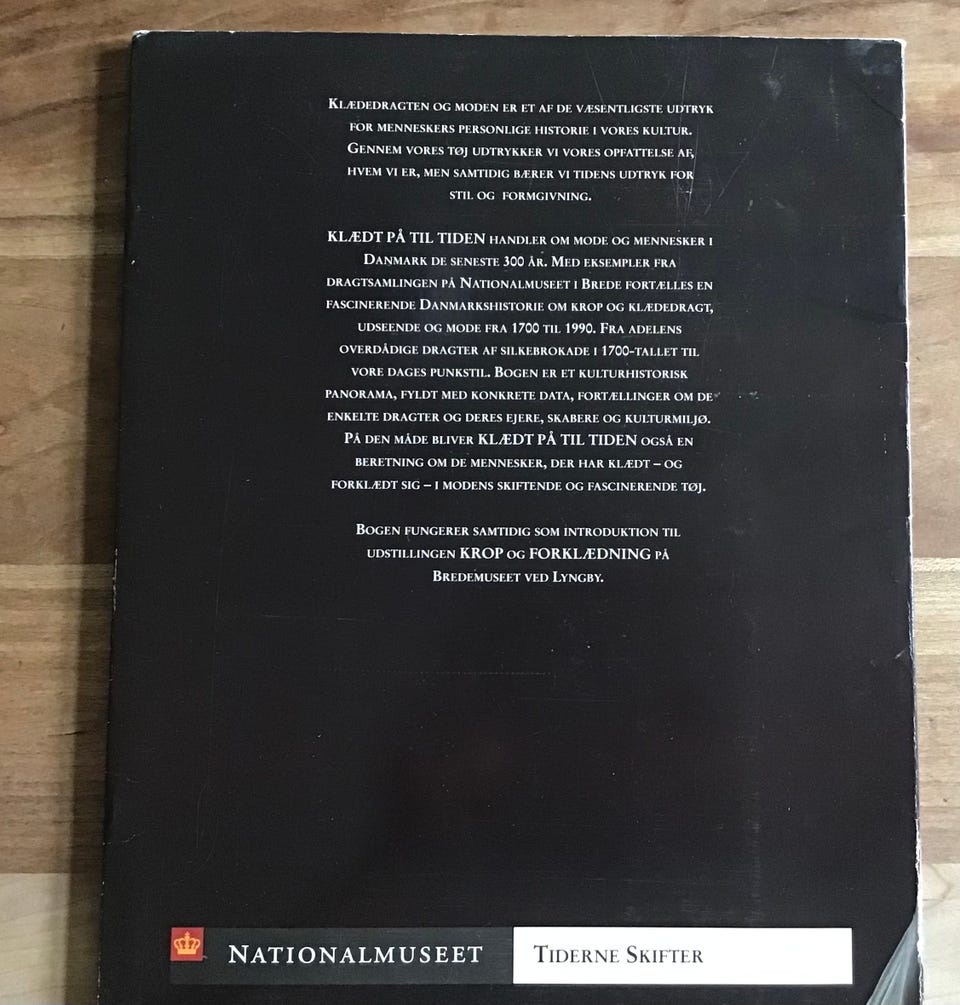 Klædedragten og moden er et af de væsentligste udtryk
for menneskers personlige historie i vores kultur.
Gennem vores tøj udtrykker vi vores opfattelse af,
hvem vi er, men samtidig bærer vi tidens udtryk for
stil og formgivning.
KLÆDT PÅ TIL TIDEN handler om mode og mennesker i
Danmark de seneste 300 år. Med eksempler fra
dragtsamlingen på Nationalmuseet i Brede fortælles en
fascinerende Danmarkshistorie om krop og klædedragt,
udseende og mode fra 1700 til 1990. Fra adelens
overdådige dragter af silkebrokade i 1700-tallet til
vore dages punkstil. Bogen er et kulturhistorisk
panorama, fyldt med konkrete data, fortællinger om de
enkelte dragter og deres ejere, skabere og kulturmiljø.
På den måde bliver KLÆDT PÅ TIL TIDEN også en
beretning om de mennesker, der har klædt – og
forklædt sig – i modens skiftende og fascinerende tøj.
Bogen fungerer samtidig som introduktion til
udstillingen KROP og FORKLÆDNING på
Bredemuseet ved Lyngby.
Nationalmuseet
Tiderne Skifter